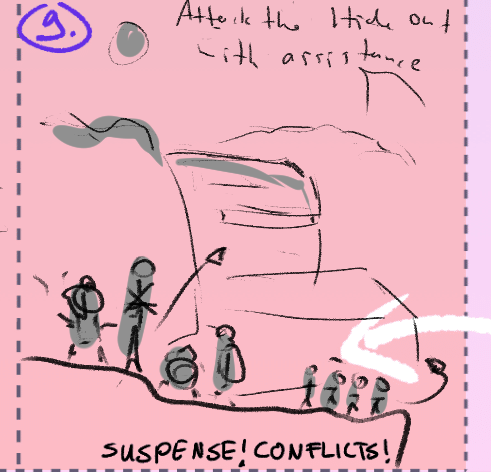 9.
Attack the Hide out
with assistance
SUSPENSE! CONFLICTS!